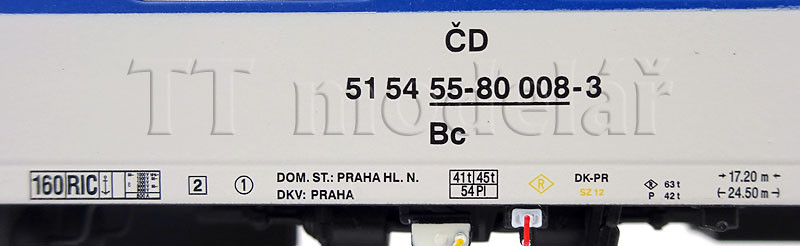 ČD
51 54 55-80 008-3
Bc
TT modelář
160 RIC 2 1 DOM. ST.: PRAHA HL. N. 41t 45t R DK-PR R 63 t 17.20 m
DKV: PRAHA 54 Pl SZ 12 P 42 t (24.50 m)